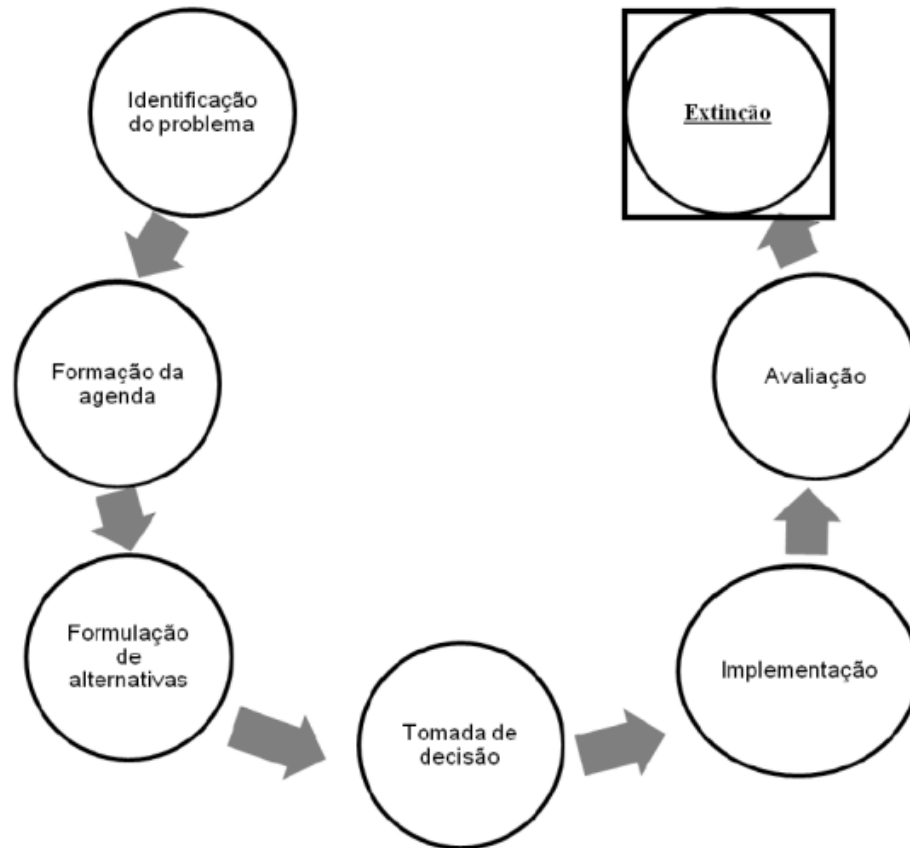 Identificação
do problema
Extinção
Formação da
agenda
Avaliação
Formulação
de
alternativas
Implementação
Tomada de
decisão